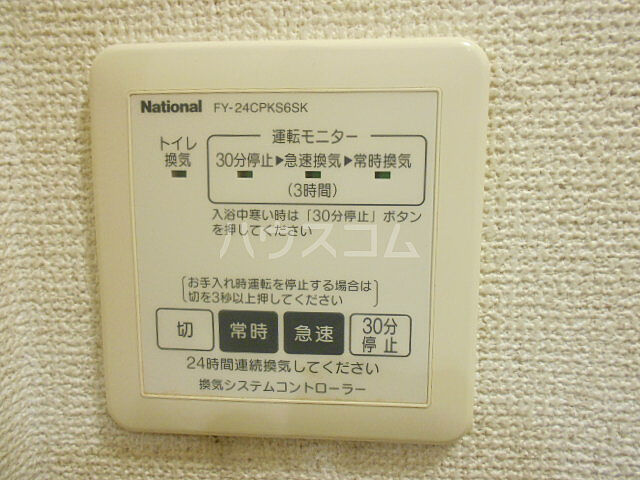 National FY-24CPKS6SK
運転モニター
トイレ
換気
30分停止▶急速換気▶常時換気
(3時間)
入浴中寒い時は「30分停止」ボタン
を押してください
ハウスコム
お手入れ時運転を停止する場合は
切を3秒以上押してください
切 常時 急速 30分
停止
24時間連続換気してください
換気システムコントローラー